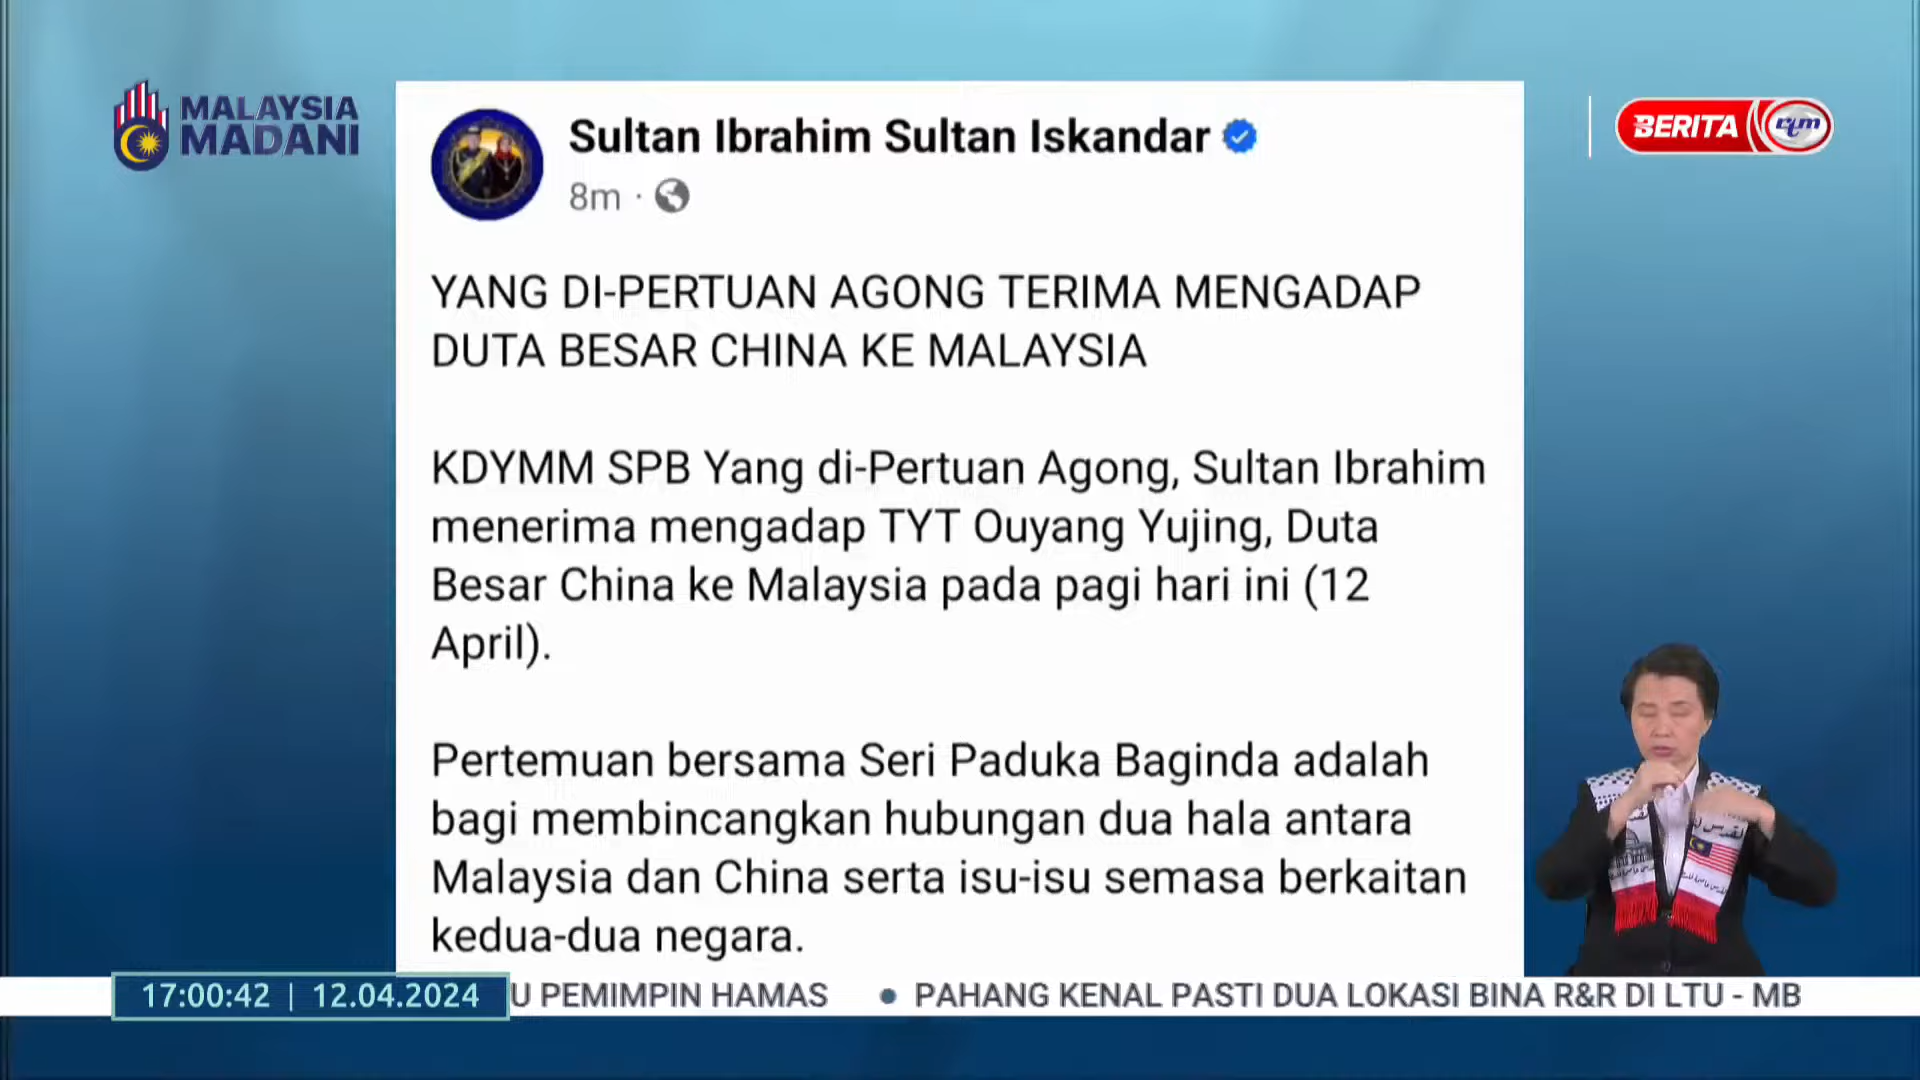 MALAYSIA
MADANI
BERITA rtm
Sultan Ibrahim Sultan Iskandar
8m ·
YANG DI-PERTUAN AGONG TERIMA MENGADAP
DUTA BESAR CHINA KE MALAYSIA
KDYMM SPB Yang di-Pertuan Agong, Sultan Ibrahim
menerima mengadap TYT Ouyang Yujing, Duta
Besar China ke Malaysia pada pagi hari ini (12
April).
Pertemuan bersama Seri Paduka Baginda adalah
bagi membincangkan hubungan dua hala antara
Malaysia dan China serta isu-isu semasa berkaitan
kedua-dua negara.
17:00:42 | 12.04.2024 U PEMIMPIN HAMAS • PAHANG KENAL PASTI DUA LOKASI BINA R&R DI LTU - MB